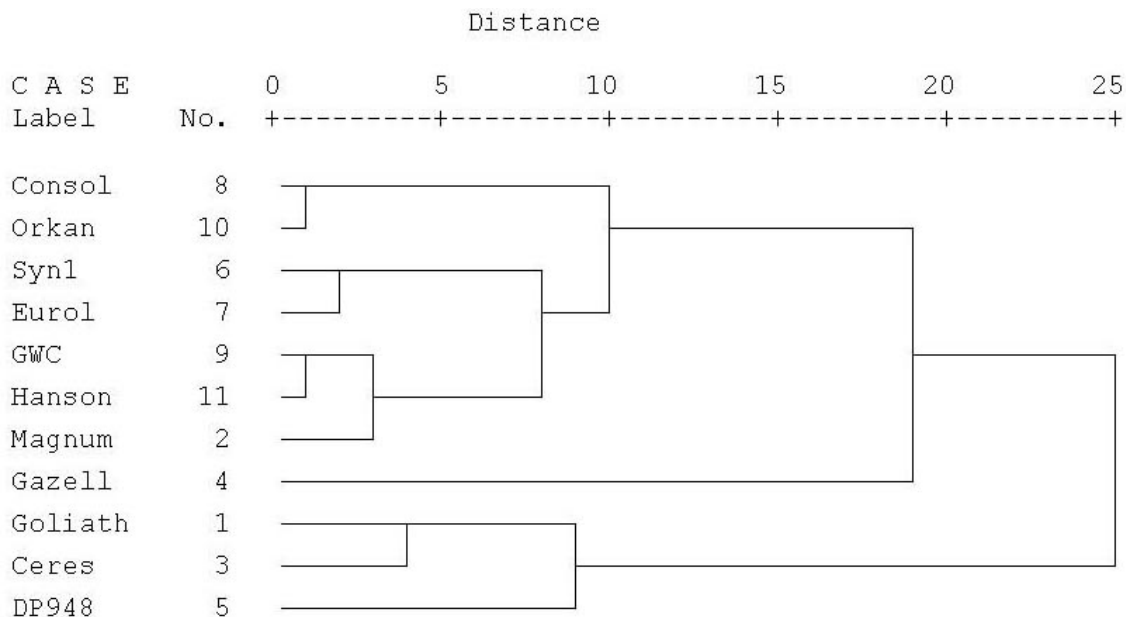 Distance
C A S E 0 5 10 15 20 25
Label No. +---------+---------+---------+---------+---------+
Consol 8
Orkan 10
Syn1 6
Eurol 7
GWC 9
Hanson 11
Magnum 2
Gazell 4
Goliath 1
Ceres 3
DP948 5